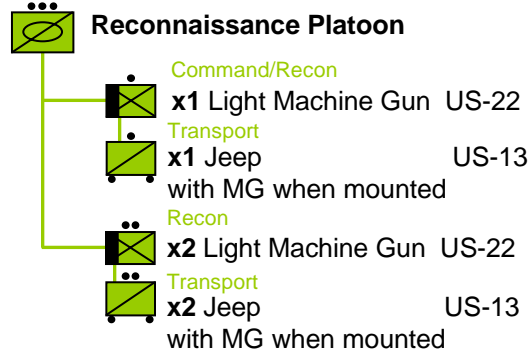 Reconnaissance Platoon
Command/Recon
x1 Light Machine Gun US-22
Transport
x1 Jeep US-13
with MG when mounted
Recon
x2 Light Machine Gun US-22
Transport
x2 Jeep US-13
with MG when mounted